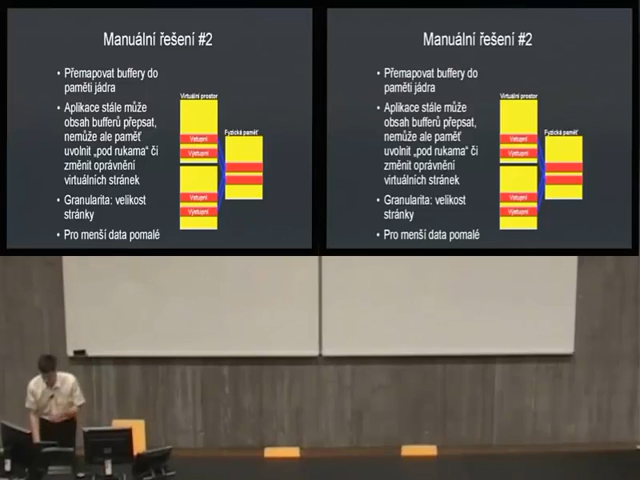 Manuální řešení #2
• Přemapovat buffery do
paměti jádra
• Aplikace stále může
obsah bufferů přepsat,
nemůže ale paměť
uvolnit „pod rukama“ či
změnit oprávnění
virtuálních stránek
• Granularita: velikost
stránky
• Pro menší data pomalé
Virtuální prostor
Fyzická paměť
Vstupní
Výstupní
Vstupní
Výstupní
Manuální řešení #2
• Přemapovat buffery do
paměti jádra
• Aplikace stále může
obsah bufferů přepsat,
nemůže ale paměť
uvolnit „pod rukama“ či
změnit oprávnění
virtuálních stránek
• Granularita: velikost
stránky
• Pro menší data pomalé
Virtuální prostor
Fyzická paměť
Vstupní
Výstupní
Vstupní
Výstupní